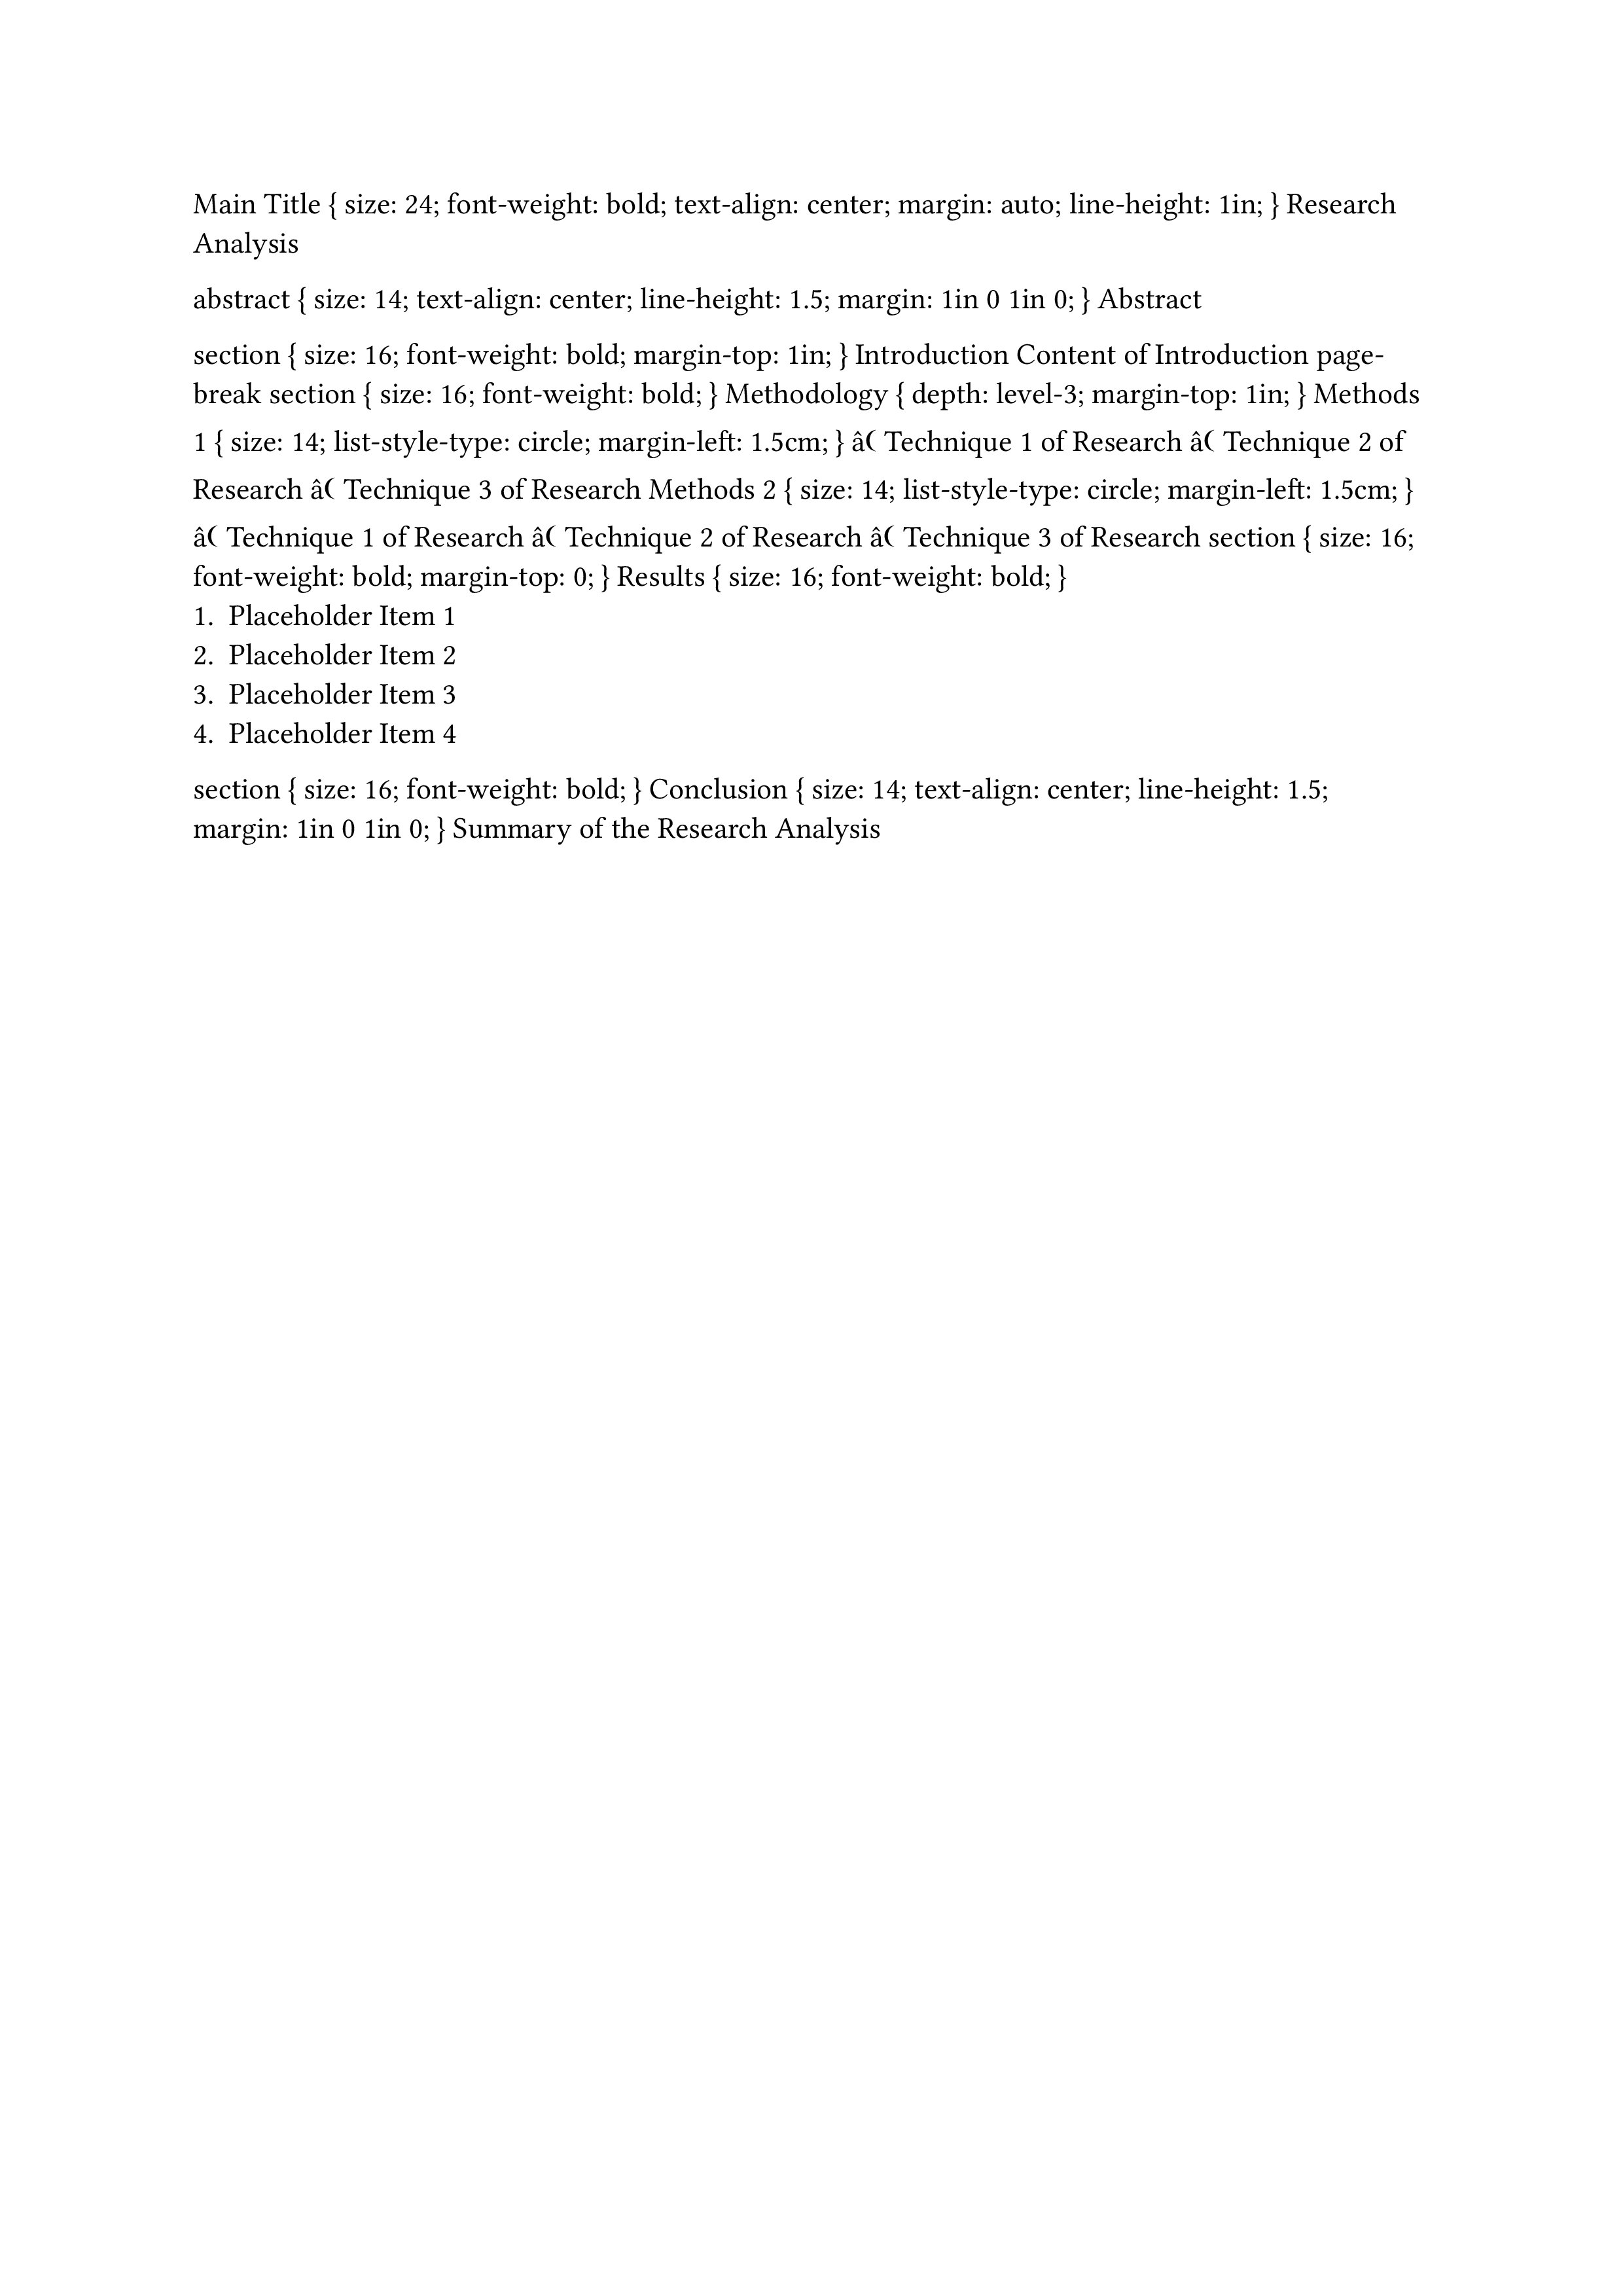 Main Title { size: 24; font-weight: bold; text-align: center; margin: auto; line-height: 1in; } Research
Analysis
abstract { size: 14; text-align: center; line-height: 1.5; margin: 1in 0 1in 0; } Abstract
section { size: 16; font-weight: bold; margin-top: 1in; } Introduction Content of Introduction page-
break section { size: 16; font-weight: bold; } Methodology { depth: level-3; margin-top: 1in; } Methods
1 { size: 14; list-style-type: circle; margin-left: 1.5cm; } â⦅ Technique 1 of Research â⦅ Technique 2 of
Research â⦅ Technique 3 of Research Methods 2 { size: 14; list-style-type: circle; margin-left: 1.5cm; }
â⦅ Technique 1 of Research â⦅ Technique 2 of Research â⦅ Technique 3 of Research section { size: 16;
font-weight: bold; margin-top: 0; } Results { size: 16; font-weight: bold; }
1. Placeholder Item 1
2. Placeholder Item 2
3. Placeholder Item 3
4. Placeholder Item 4
section { size: 16; font-weight: bold; } Conclusion { size: 14; text-align: center; line-height: 1.5;
margin: 1in 0 1in 0; } Summary of the Research Analysis